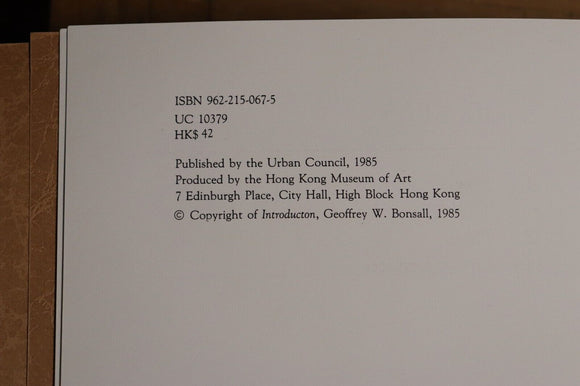 ISBN 962-215-067-5
UC 10379
HK$ 42
Published by the Urban Council, 1985
Produced by the Hong Kong Museum of Art
7 Edinburgh Place, City Hall, High Block Hong Kong
© Copyright of Introducton, Geoffrey W. Bonsall, 1985